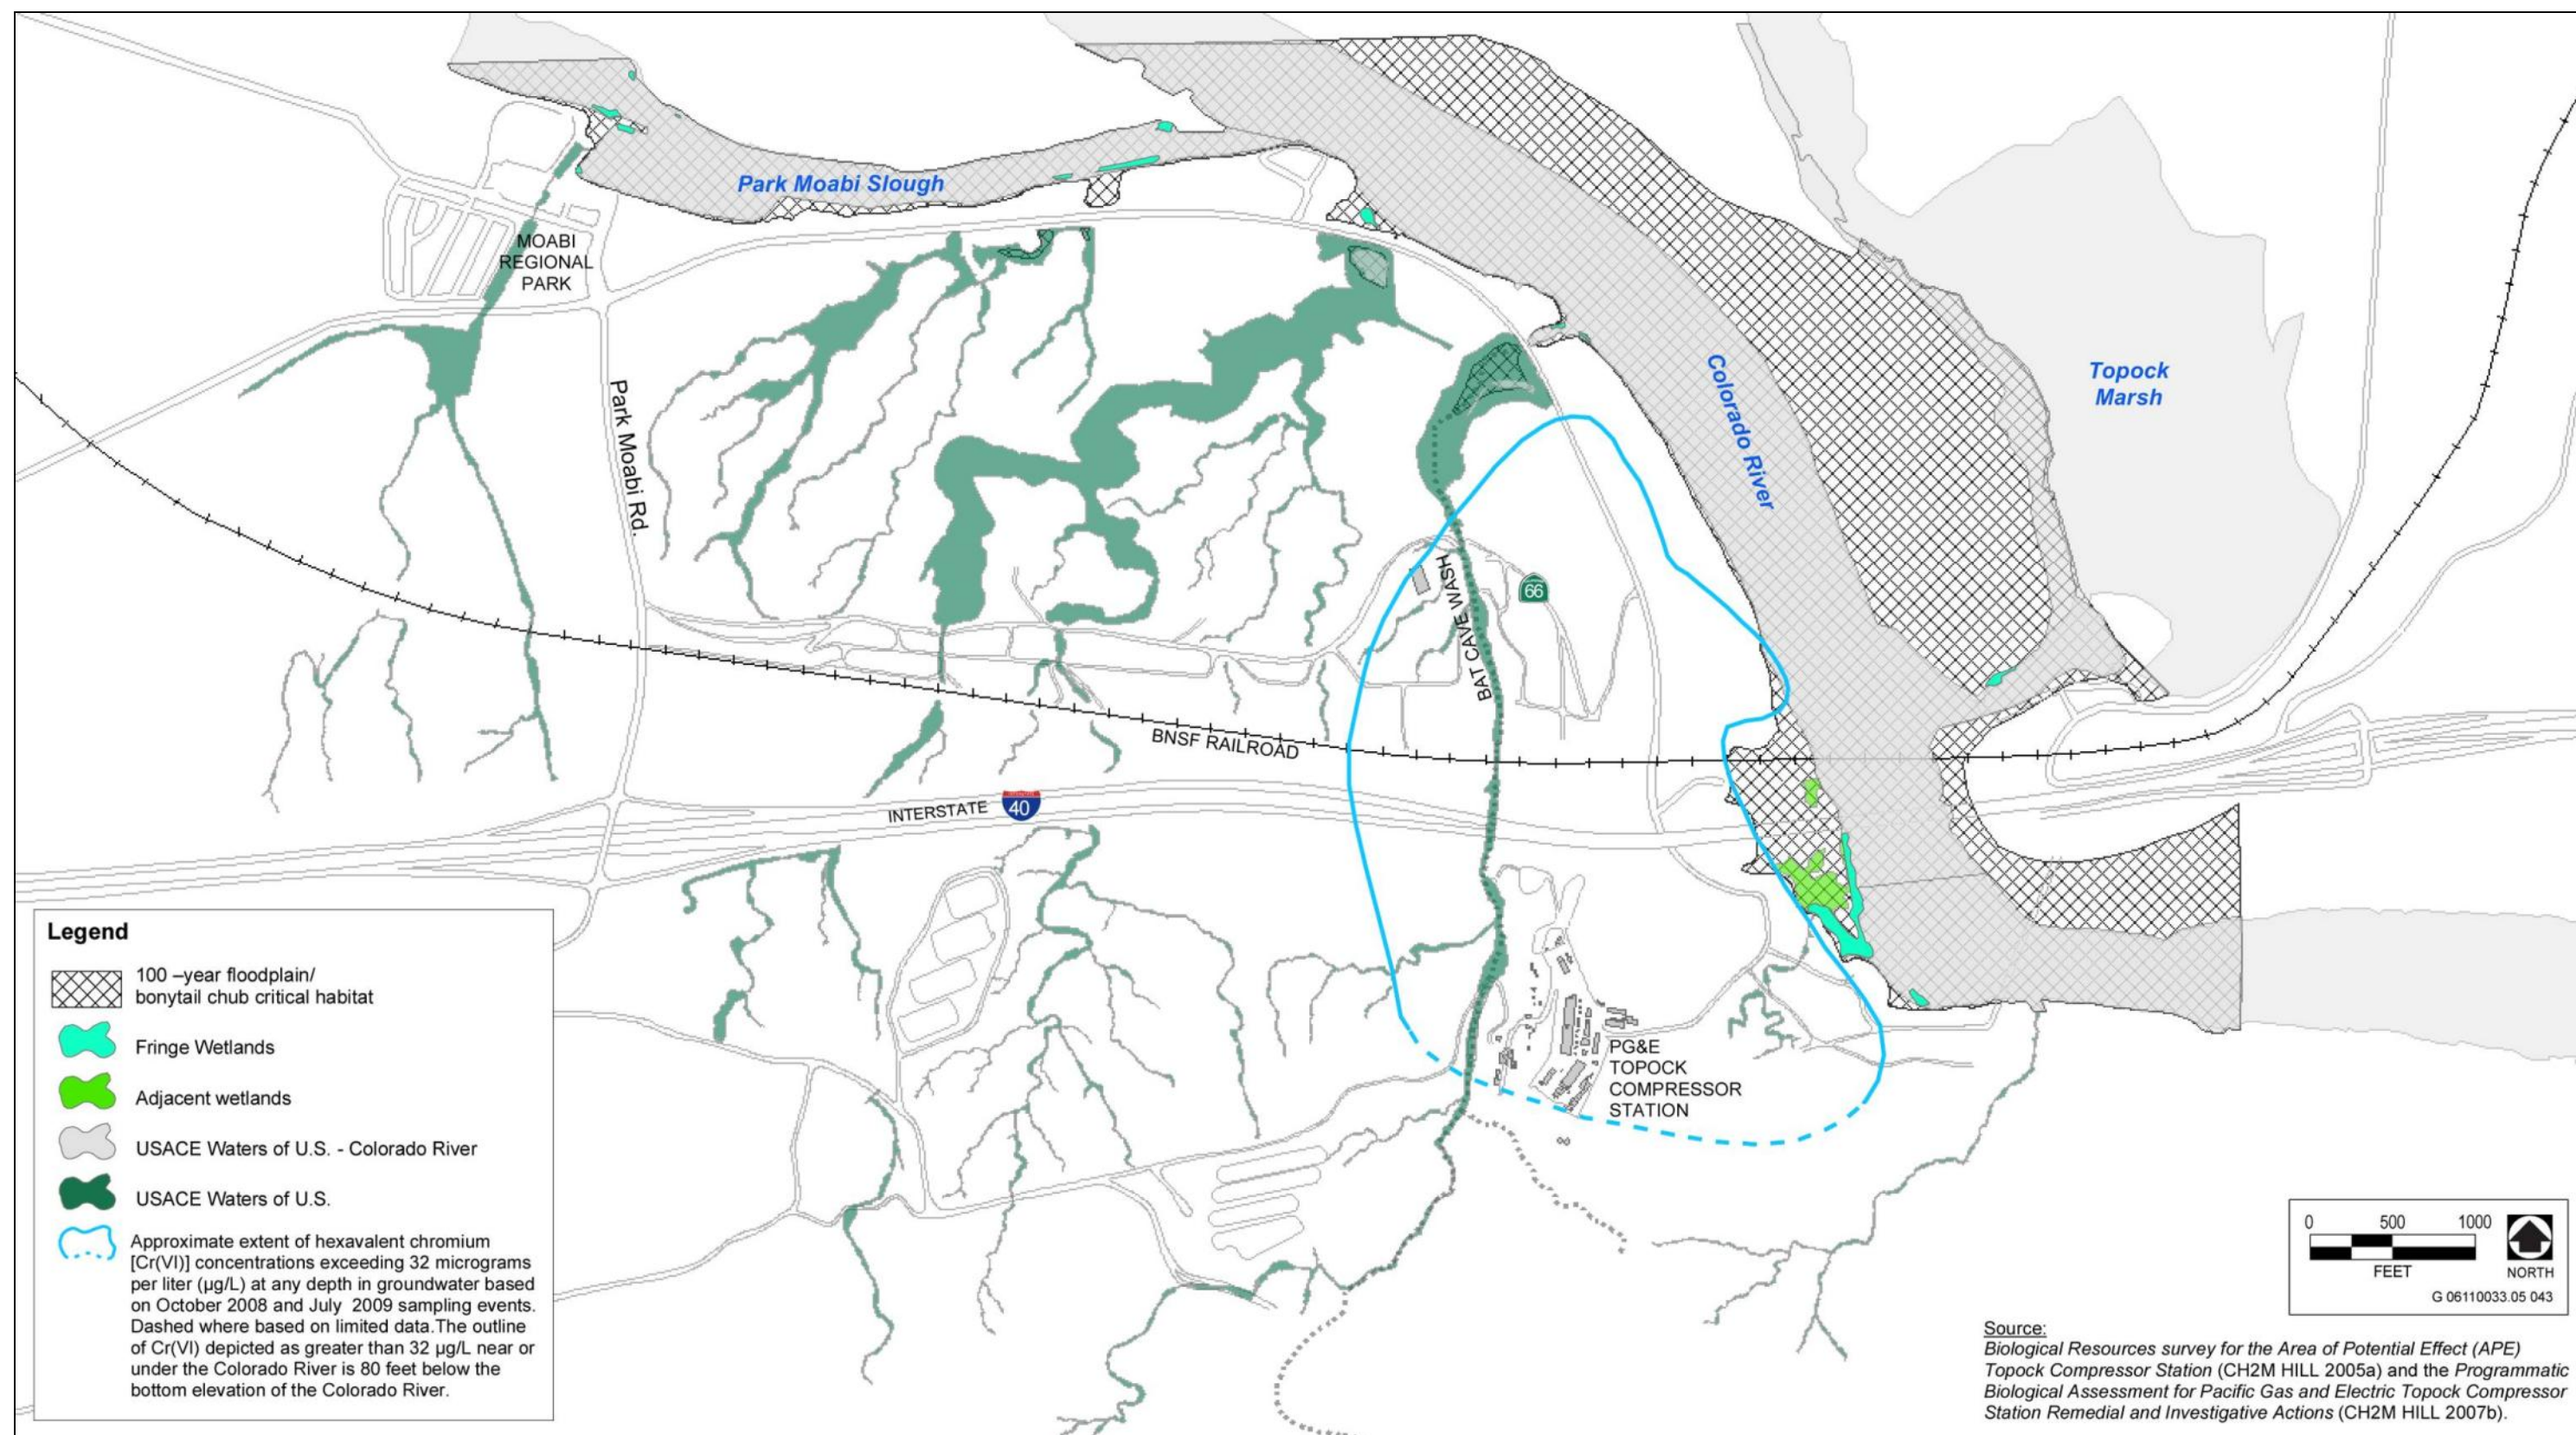 Park Moabi Slough
MOABI
REGIONAL
PARK
Park Moabi Rd.
Colorado River
Topock
Marsh
66
BAT CAVE WASH
BNSF RAILROAD
INTERSTATE
40
PG&E
TOPOCK
COMPRESSOR
STATION
Legend
100 –year floodplain/
bonytail chub critical habitat
Fringe Wetlands
Adjacent wetlands
USACE Waters of U.S. - Colorado River
USACE Waters of U.S.
Approximate extent of hexavalent chromium
[Cr(VI)] concentrations exceeding 32 micrograms
per liter (µg/L) at any depth in groundwater based
on October 2008 and July  2009 sampling events.
Dashed where based on limited data.The outline
of Cr(VI) depicted as greater than 32 µg/L near or
under the Colorado River is 80 feet below the
bottom elevation of the Colorado River.
0 500 1000
FEET
NORTH
G 06110033.05 043
Source:
Biological Resources survey for the Area of Potential Effect (APE)
Topock Compressor Station (CH2M HILL 2005a) and the Programmatic
Biological Assessment for Pacific Gas and Electric Topock Compressor
Station Remedial and Investigative Actions (CH2M HILL 2007b).